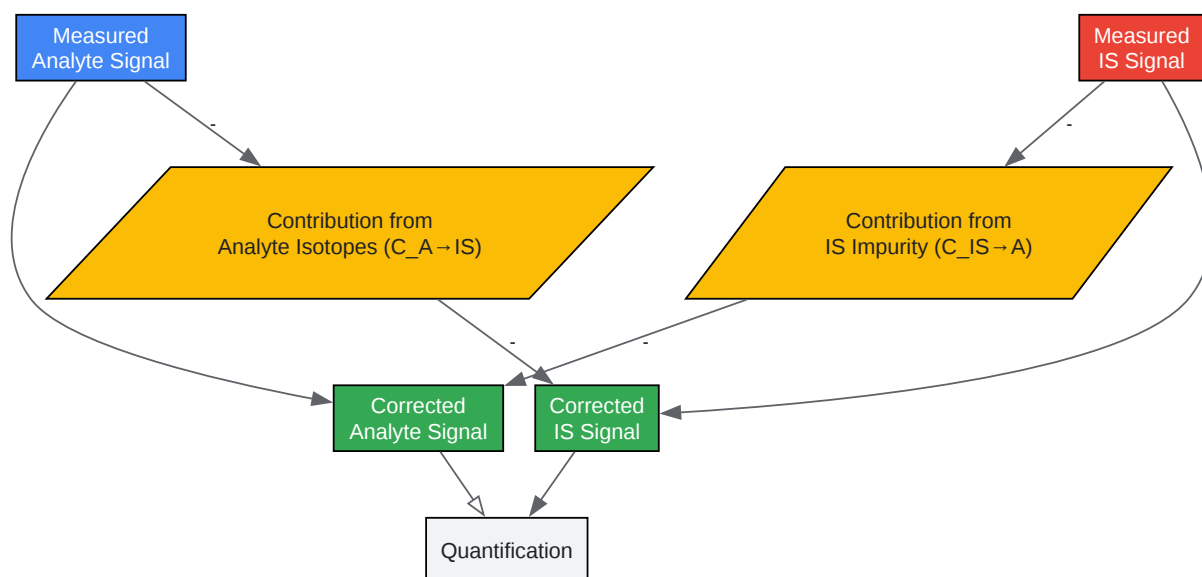 Measured
Analyte Signal
Measured
IS Signal
-
-
Contribution from
Analyte Isotopes (C_A→IS)
Contribution from
IS Impurity (C_IS→A)
-
-
Corrected
Analyte Signal
Corrected
IS Signal
Quantification